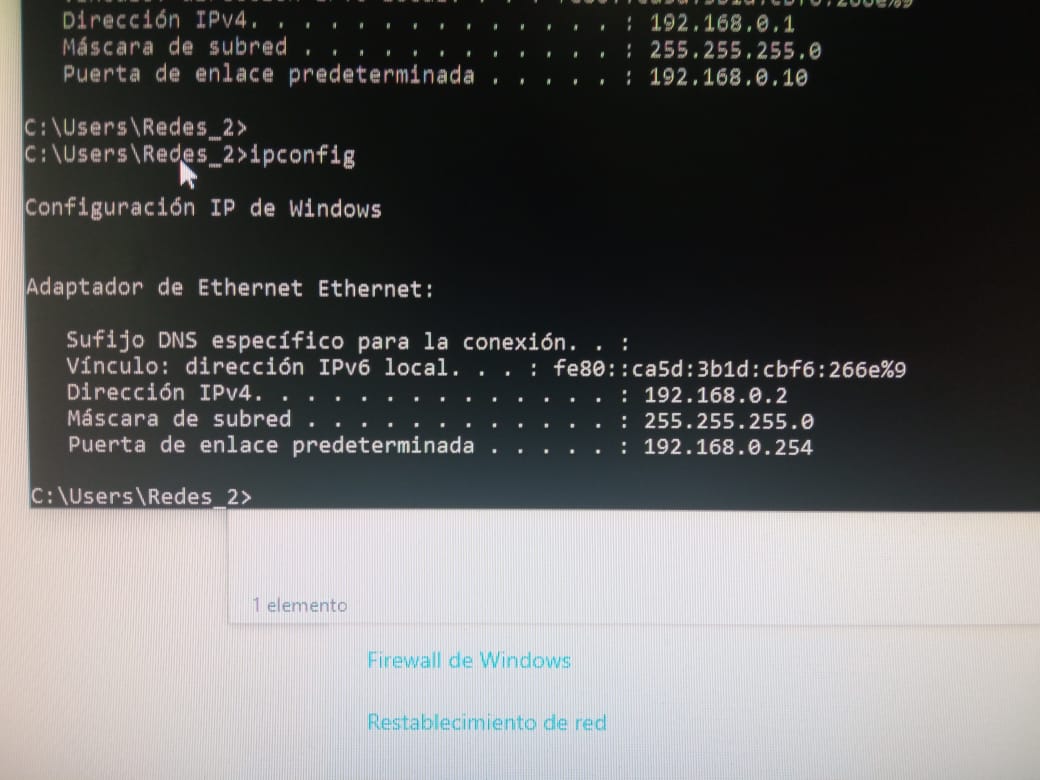 Dirección IPv4. . . . . . . . . . . . . . : 192.168.0.1
Máscara de subred . . . . . . . . . . . . : 255.255.255.0
Puerta de enlace predeterminada . . . . . : 192.168.0.10
C:\Users\Redes_2>
C:\Users\Redes_2>ipconfig
Configuración IP de Windows
Adaptador de Ethernet Ethernet:
Sufijo DNS específico para la conexión. . :
Vínculo: dirección IPv6 local. . . : fe80::ca5d:3b1d:cbf6:266e%9
Dirección IPv4. . . . . . . . . . . . . . : 192.168.0.2
Máscara de subred . . . . . . . . . . . . : 255.255.255.0
Puerta de enlace predeterminada . . . . . : 192.168.0.254
C:\Users\Redes_2>
1 elemento
Firewall de Windows
Restablecimiento de red